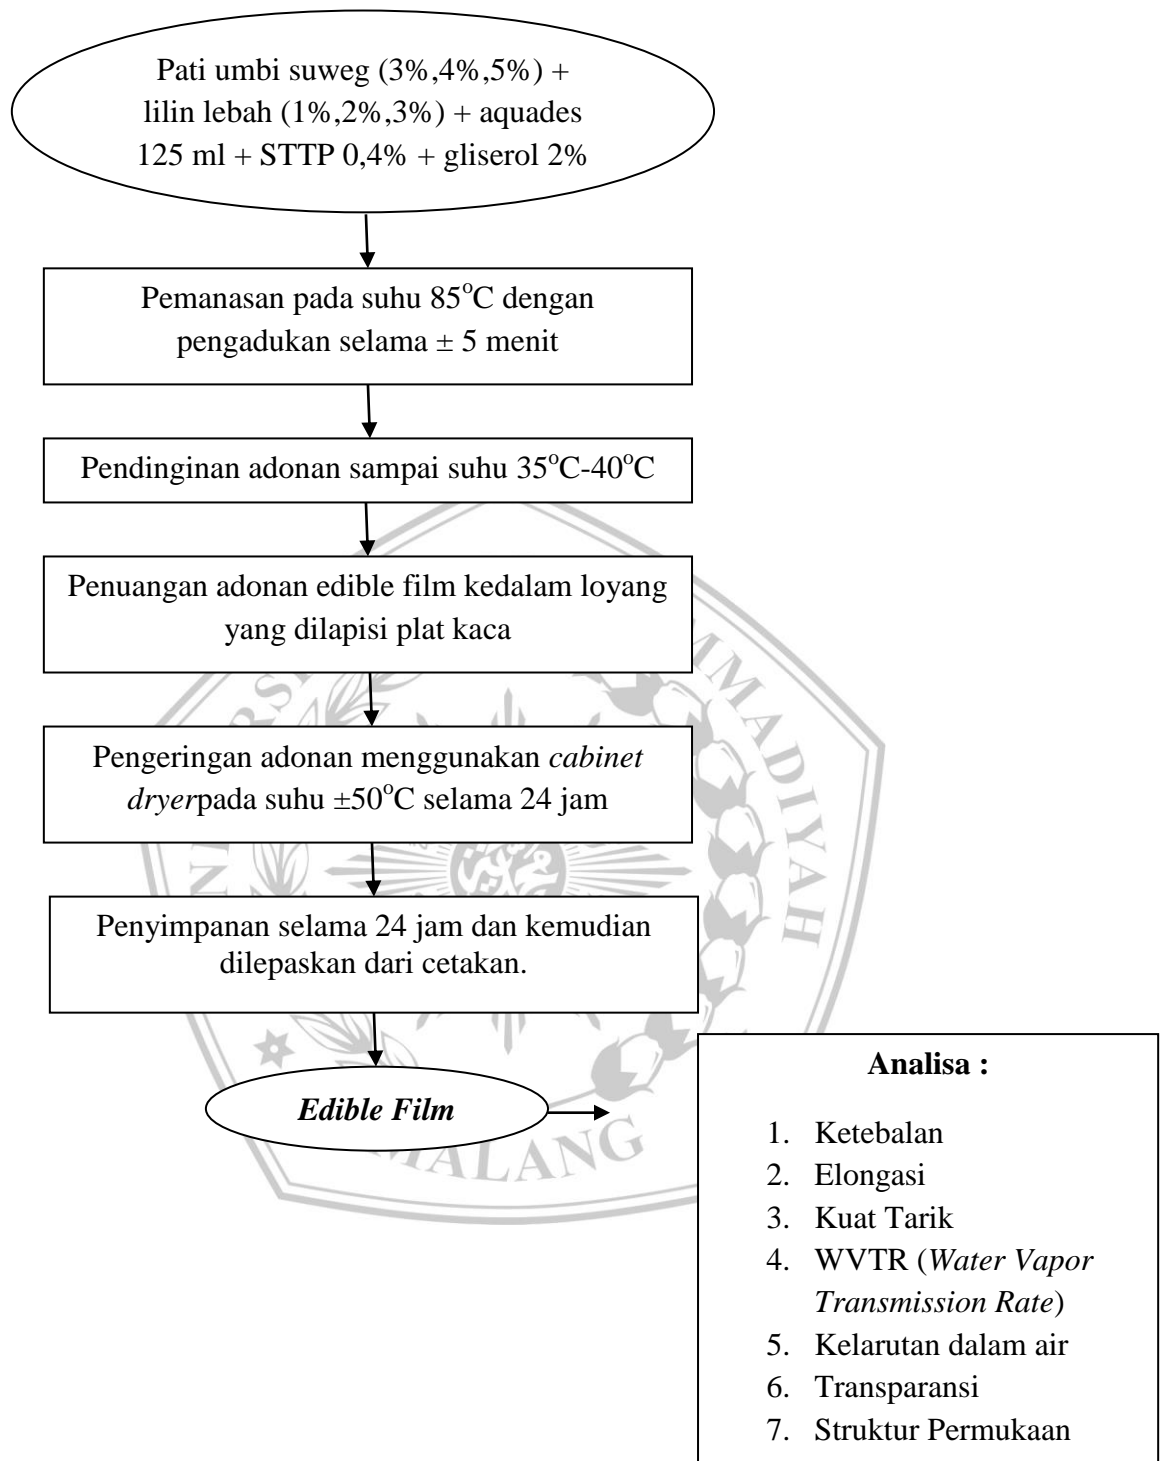 Pati umbi suweg (3%,4%,5%) +
lilin lebah (1%,2%,3%) + aquades
125 ml + STTP 0,4% + gliserol 2%
Pemanasan pada suhu 85°C dengan
pengadukan selama ± 5 menit
Pendinginan adonan sampai suhu 35°C-40°C
Penuangan adonan edible film kedalam loyang
yang dilapisi plat kaca
Pengeringan adonan menggunakan cabinet
dryerpada suhu ±50°C selama 24 jam
Penyimpanan selama 24 jam dan kemudian
dilepaskan dari cetakan.
Edible Film
Analisa :
1. Ketebalan
2. Elongasi
3. Kuat Tarik
4. WVTR (Water Vapor
Transmission Rate)
5. Kelarutan dalam air
6. Transparansi
7. Struktur Permukaan
MALANG